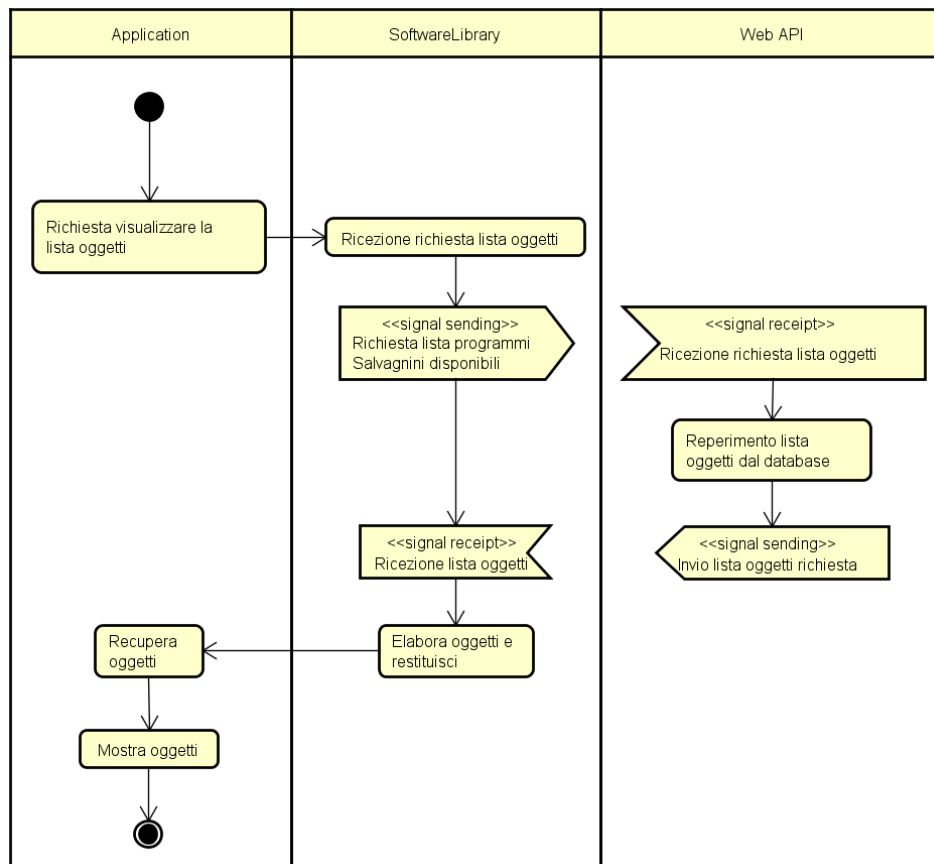 Application
SoftwareLibrary
Web API
Richiesta visualizzare la
lista oggetti
Ricezione richiesta lista oggetti
<<signal sending>>
Richiesta lista programmi
Salvagnini disponibili
<<signal receipt>>
Ricezione richiesta lista oggetti
Reperimento lista
oggetti dal database
<<signal sending>>
Invio lista oggetti richiesta
<<signal receipt>>
Ricezione lista oggetti
Elabora oggetti e
restituisci
Recupera
oggetti
Mostra oggetti